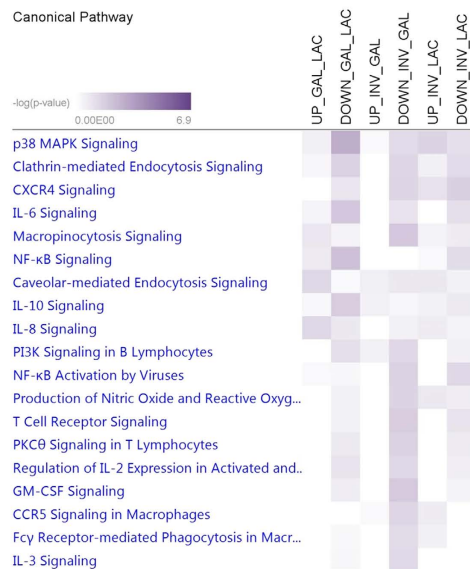 Canonical Pathway
UP_GAL_LAC
DOWN_GAL_LAC
UP_INV_GAL
DOWN_INV_GAL
UP_INV_LAC
DOWN_INV_LAC
-log(p-value)
0.00E00 6.9
p38 MAPK Signaling
Clathrin-mediated Endocytosis Signaling
CXCR4 Signaling
IL-6 Signaling
Macropinocytosis Signaling
NF-κB Signaling
Caveolar-mediated Endocytosis Signaling
IL-10 Signaling
IL-8 Signaling
PI3K Signaling in B Lymphocytes
NF-κB Activation by Viruses
Production of Nitric Oxide and Reactive Oxyg...
T Cell Receptor Signaling
PKCθ Signaling in T Lymphocytes
Regulation of IL-2 Expression in Activated and..
GM-CSF Signaling
CCR5 Signaling in Macrophages
Fcγ Receptor-mediated Phagocytosis in Macr...
IL-3 Signaling